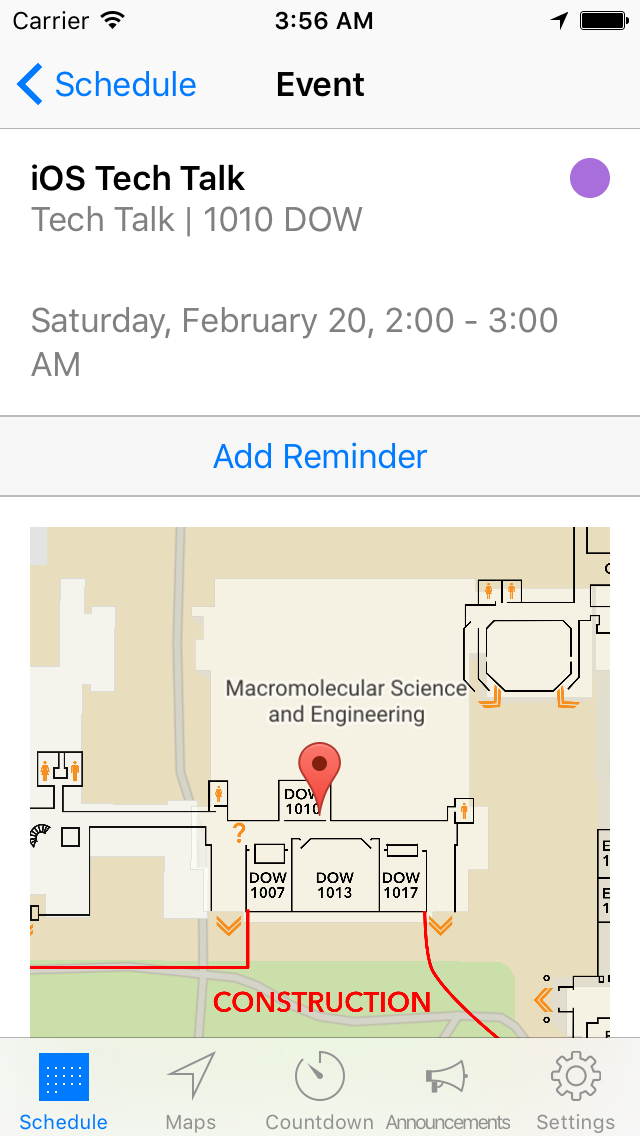 Carrier 3:56 AM
Schedule Event
iOS Tech Talk
Tech Talk | 1010 DOW
Saturday, February 20, 2:00 - 3:00
AM
Add Reminder
Macromolecular Science
and Engineering
DOW
1010
?
DOW
1007
DOW
1013
DOW
1017
E
1
E
1
CONSTRUCTION
Schedule Maps Countdown Announcements Settings